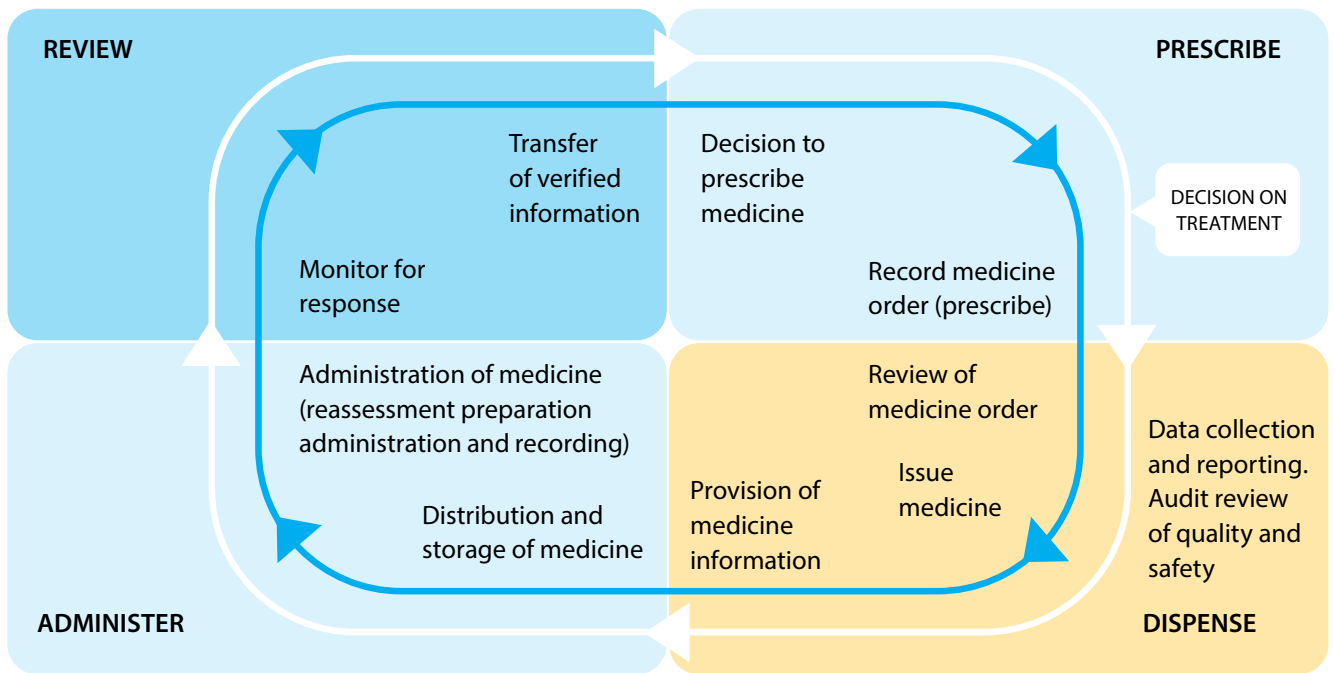 REVIEW
PRESCRIBE
Transfer
of verified
information
Decision to
prescribe
medicine
DECISION ON
TREATMENT
Monitor for
response
Record medicine
order (prescribe)
Administration of medicine
(reassessment preparation
administration and recording)
Review of
medicine order
Data collection
and reporting.
Audit review
of quality and
safety
Issue
medicine
Provision of
medicine
information
Distribution and
storage of medicine
ADMINISTER
DISPENSE